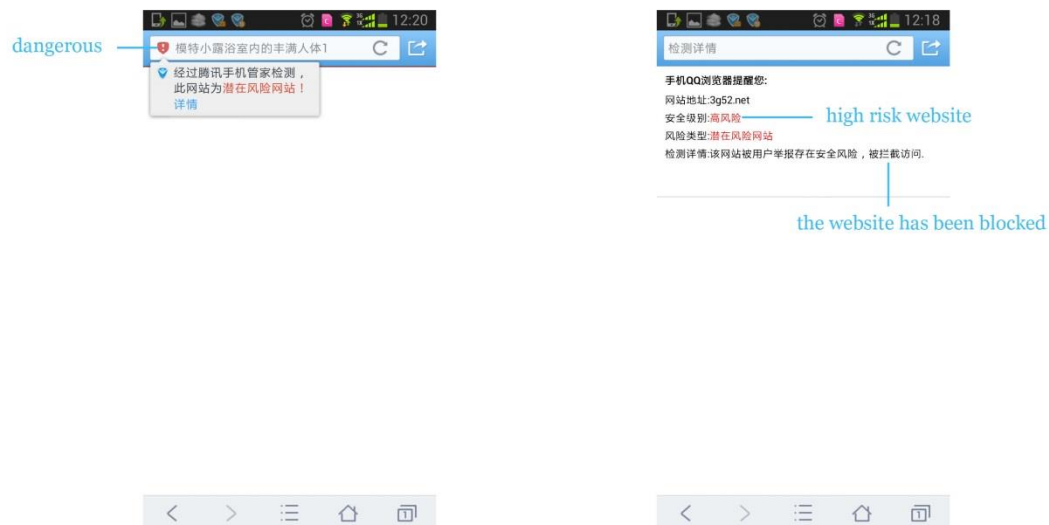 12:20
dangerous
模特小露浴室内的丰满人体1
经过腾讯手机管家检测，
此网站为潜在风险网站！
详情
1
12:18
检测详情
手机QQ浏览器提醒您:
网站地址:3g52.net
安全级别:高风险
high risk website
风险类型:潜在风险网站
检测详情:该网站被用户举报存在安全风险，被拦截访问.
the website has been blocked
1